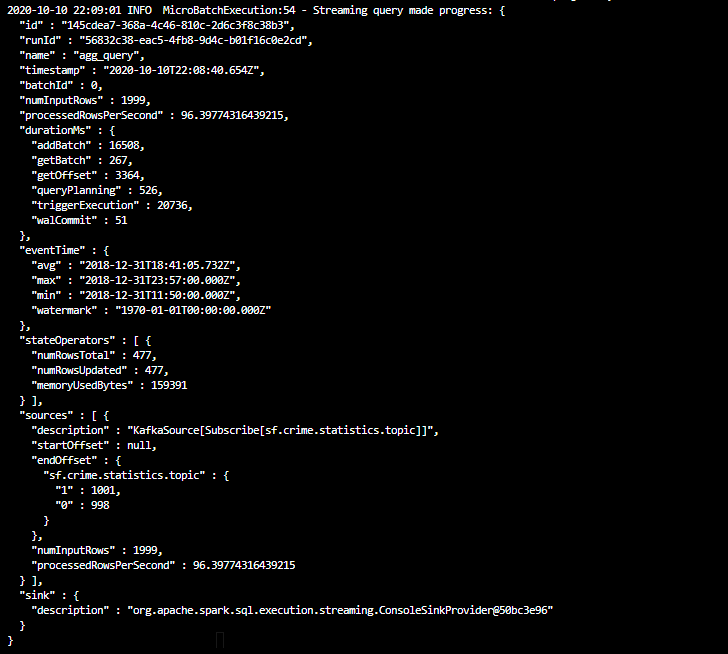 2020-10-10 22:09:01 INFO  MicroBatchExecution:54 - Streaming query made progress: {
  "id" : "145cdea7-368a-4c46-810c-2d6c3f8c38b3",
  "runId" : "56832c38-eac5-4fb8-9d4c-b01f16c0e2cd",
  "name" : "agg_query",
  "timestamp" : "2020-10-10T22:08:40.654Z",
  "batchId" : 0,
  "numInputRows" : 1999,
  "processedRowsPerSecond" : 96.39774316439215,
  "durationMs" : {
    "addBatch" : 16508,
    "getBatch" : 267,
    "getOffset" : 3364,
    "queryPlanning" : 526,
    "triggerExecution" : 20736,
    "walCommit" : 51
  },
  "eventTime" : {
    "avg" : "2018-12-31T18:41:05.732Z",
    "max" : "2018-12-31T23:57:00.000Z",
    "min" : "2018-12-31T11:50:00.000Z",
    "watermark" : "1970-01-01T00:00:00.000Z"
  },
  "stateOperators" : [ {
    "numRowsTotal" : 477,
    "numRowsUpdated" : 477,
    "memoryUsedBytes" : 159391
  } ],
  "sources" : [ {
    "description" : "KafkaSource[Subscribe[sf.crime.statistics.topic]]",
    "startOffset" : null,
    "endOffset" : {
      "sf.crime.statistics.topic" : {
        "1" : 1001,
        "0" : 998
      }
    },
    "numInputRows" : 1999,
    "processedRowsPerSecond" : 96.39774316439215
  } ],
  "sink" : {
    "description" : "org.apache.spark.sql.execution.streaming.ConsoleSinkProvider@50bc3e96"
  }
}